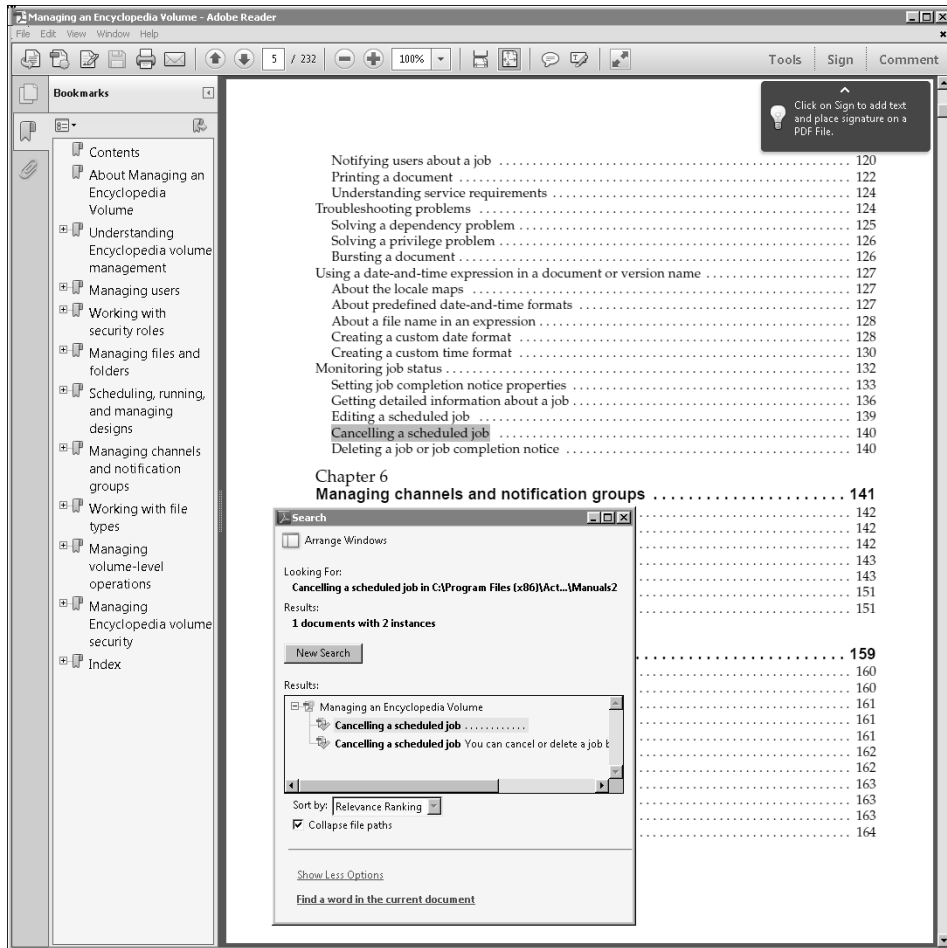 Managing an Encyclopedia Volume - Adobe Reader
File Edit View Window Help
5 / 232 100% Tools Sign Comment
Bookmarks
Contents
About Managing an
Encyclopedia
Volume
Understanding
Encyclopedia volume
management
Managing users
Working with
security roles
Managing files and
folders
Scheduling, running,
and managing
designs
Managing channels
and notification
groups
Working with file
types
Managing
volume-level
operations
Managing
Encyclopedia volume
security
Index
Click on Sign to add text
and place signature on a
PDF File.
Notifying users about a job . . . . . . . . . . 120
Printing a document . . . . . . . . . . 122
Understanding service requirements . . . . . . . . . . 124
Troubleshooting problems . . . . . . . . . . 124
Solving a dependency problem . . . . . . . . . . 125
Solving a privilege problem . . . . . . . . . . 126
Bursting a document . . . . . . . . . . 126
Using a date-and-time expression in a document or version name . . . . . . . . . . 127
About the locale maps . . . . . . . . . . 127
About predefined date-and-time formats . . . . . . . . . . 127
About a file name in an expression . . . . . . . . . . 128
Creating a custom date format . . . . . . . . . . 128
Creating a custom time format . . . . . . . . . . 130
Monitoring job status . . . . . . . . . . 132
Setting job completion notice properties . . . . . . . . . . 133
Getting detailed information about a job . . . . . . . . . . 136
Editing a scheduled job . . . . . . . . . . 139
Cancelling a scheduled job . . . . . . . . . . 140
Deleting a job or job completion notice . . . . . . . . . . 140
Chapter 6
Managing channels and notification groups . . . . . . . . . . 141
. . . . . . . . . . 142
. . . . . . . . . . 142
. . . . . . . . . . 142
. . . . . . . . . . 143
. . . . . . . . . . 143
. . . . . . . . . . 151
. . . . . . . . . . 151
. . . . . . . . . . 159
. . . . . . . . . . 160
. . . . . . . . . . 160
. . . . . . . . . . 161
. . . . . . . . . . 161
. . . . . . . . . . 161
. . . . . . . . . . 162
. . . . . . . . . . 162
. . . . . . . . . . 163
. . . . . . . . . . 163
. . . . . . . . . . 163
. . . . . . . . . . 164
Search
Arrange Windows
Looking For:
Cancelling a scheduled job in C:\Program Files (x86)\Act...\Manuals2
Results:
1 documents with 2 instances
New Search
Results:
Managing an Encyclopedia Volume
Cancelling a scheduled job . . . . . . . . . . . .
Cancelling a scheduled job You can cancel or delete a job b
Sort by: Relevance Ranking
Collapse file paths
Show Less Options
Find a word in the current document